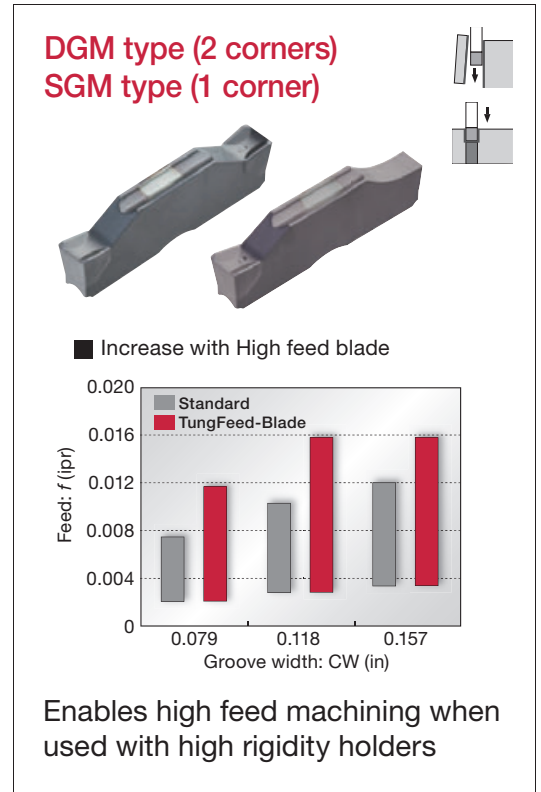 DGM type (2 corners)
SGM type (1 corner)
■ Increase with High feed blade
0.020
0.016
0.012
0.008
0.004
0
Feed: f (ipr)
Standard
TungFeed-Blade
0.079 0.118 0.157
Groove width: CW (in)
Enables high feed machining when
used with high rigidity holders